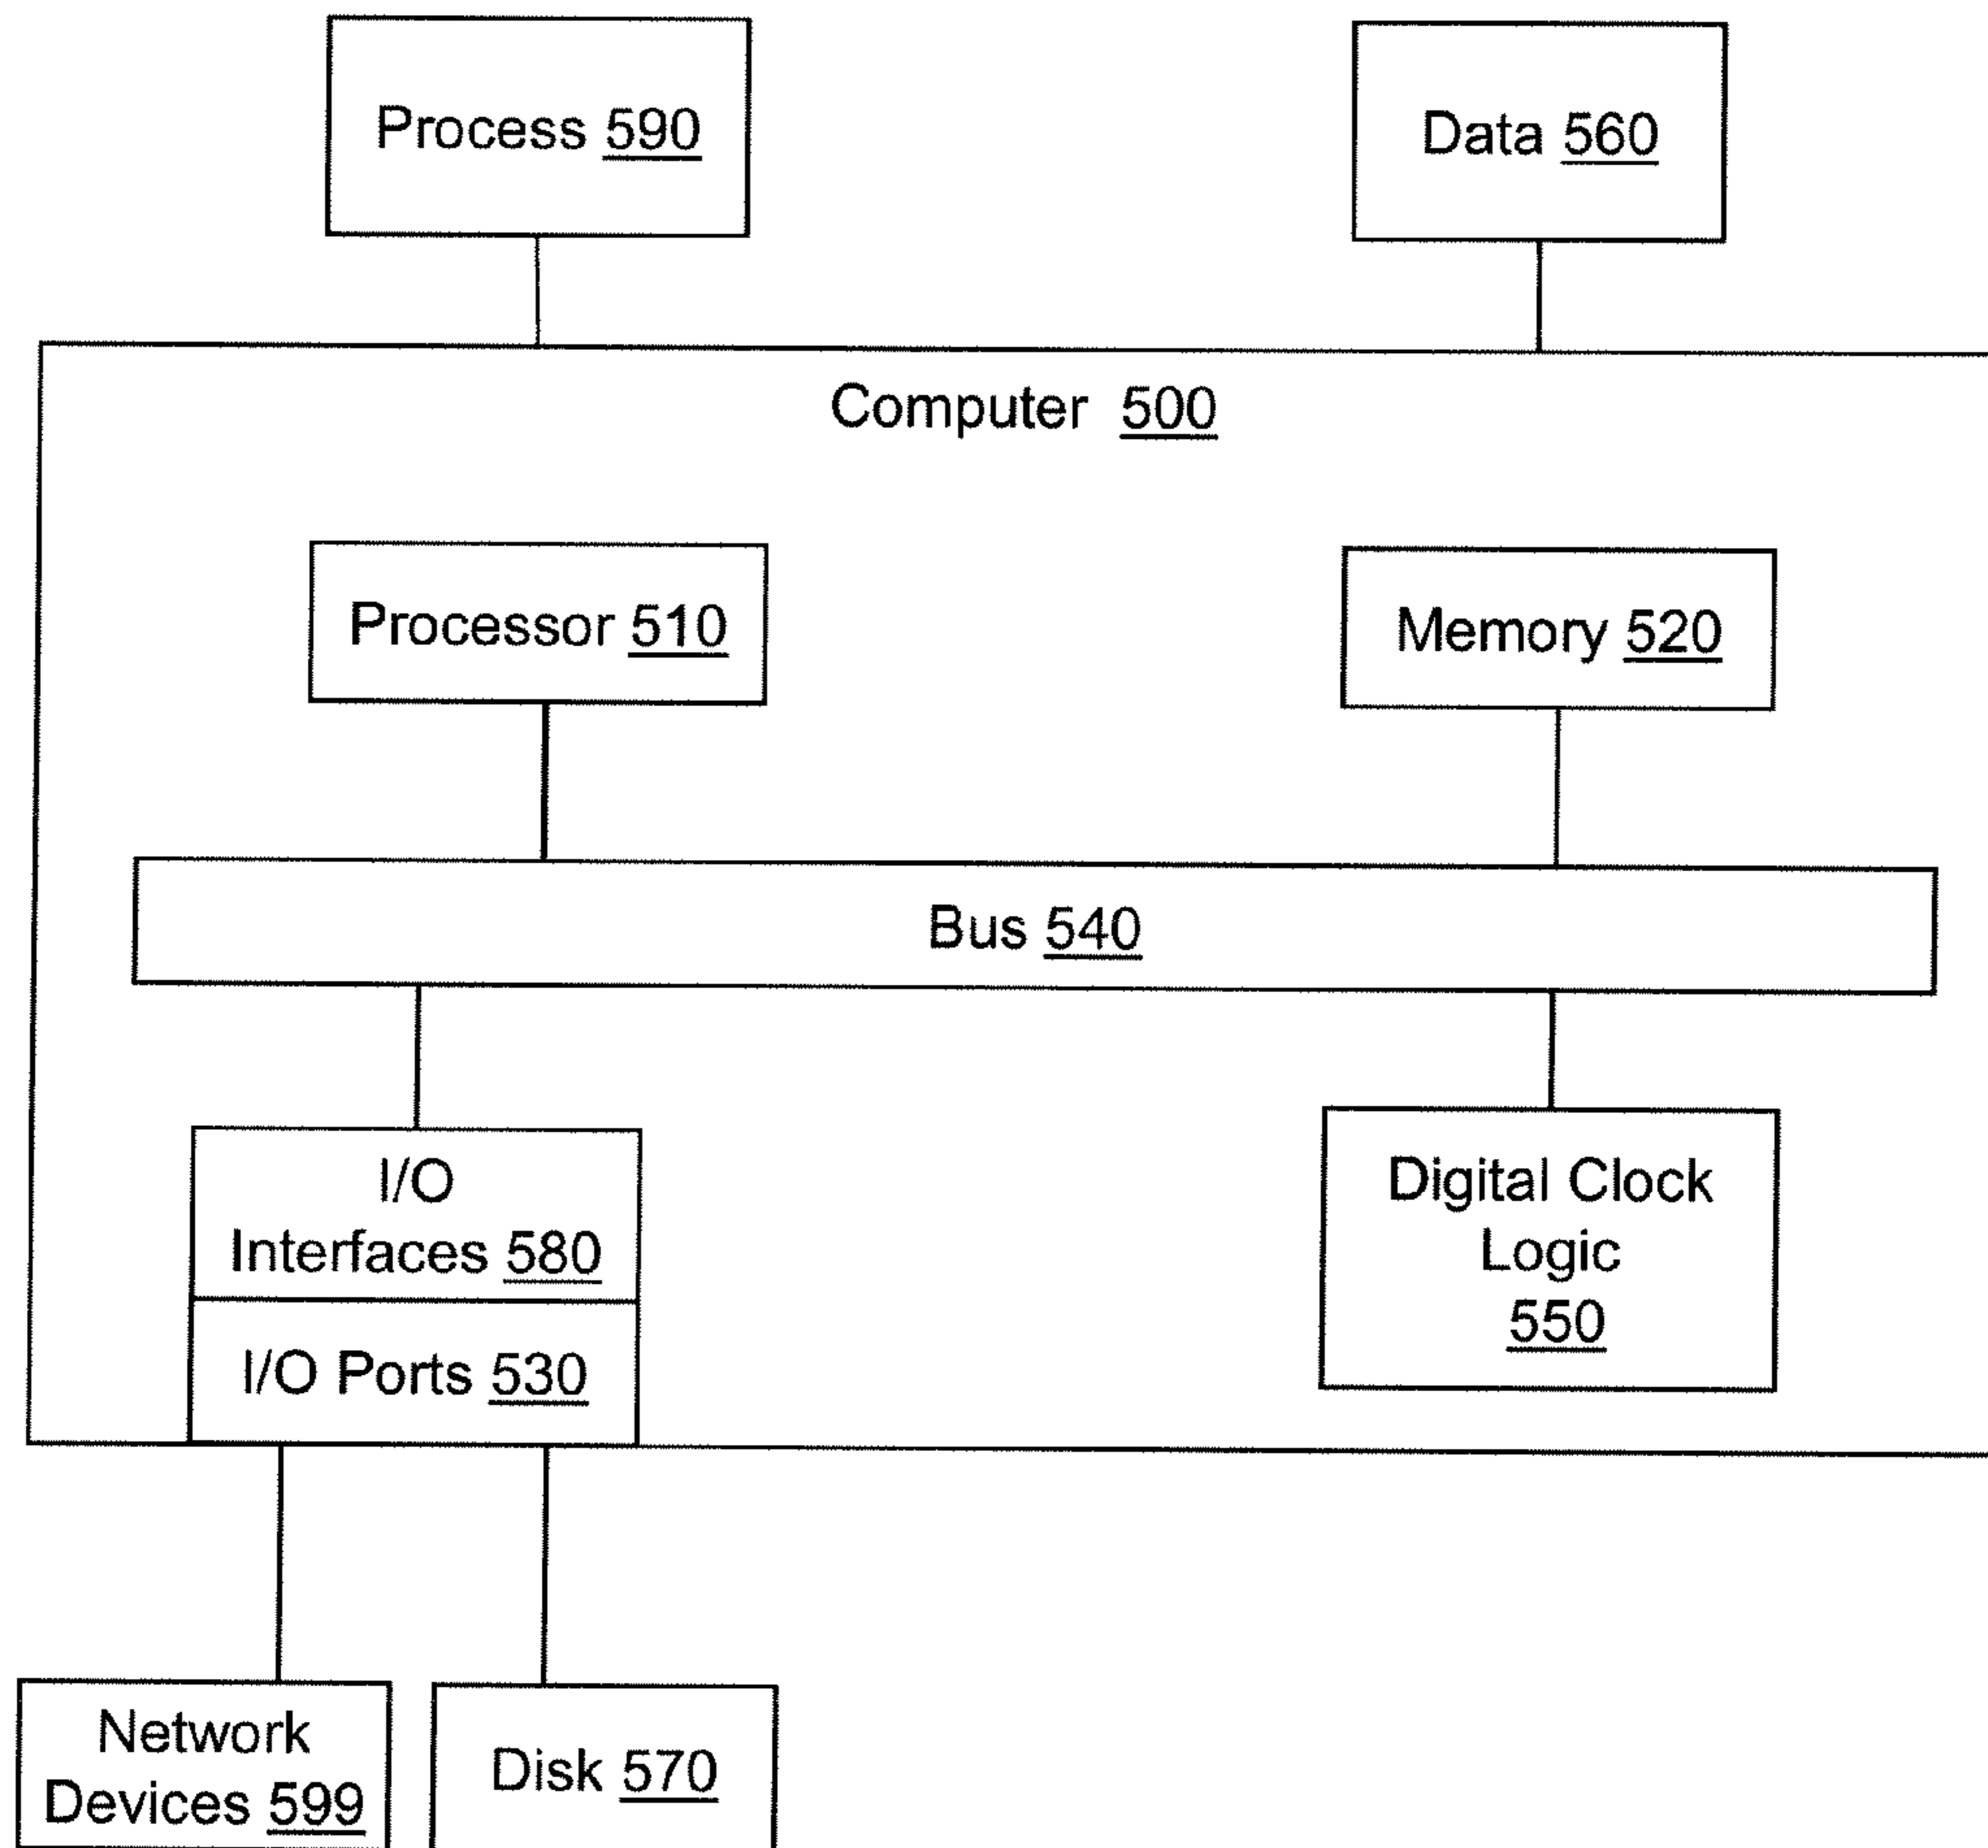 Process 590
Data 560
Computer 500
Processor 510
Memory 520
Bus 540
I/O
Interfaces 580
I/O Ports 530
Digital Clock
Logic
550
Network
Devices 599
Disk 570